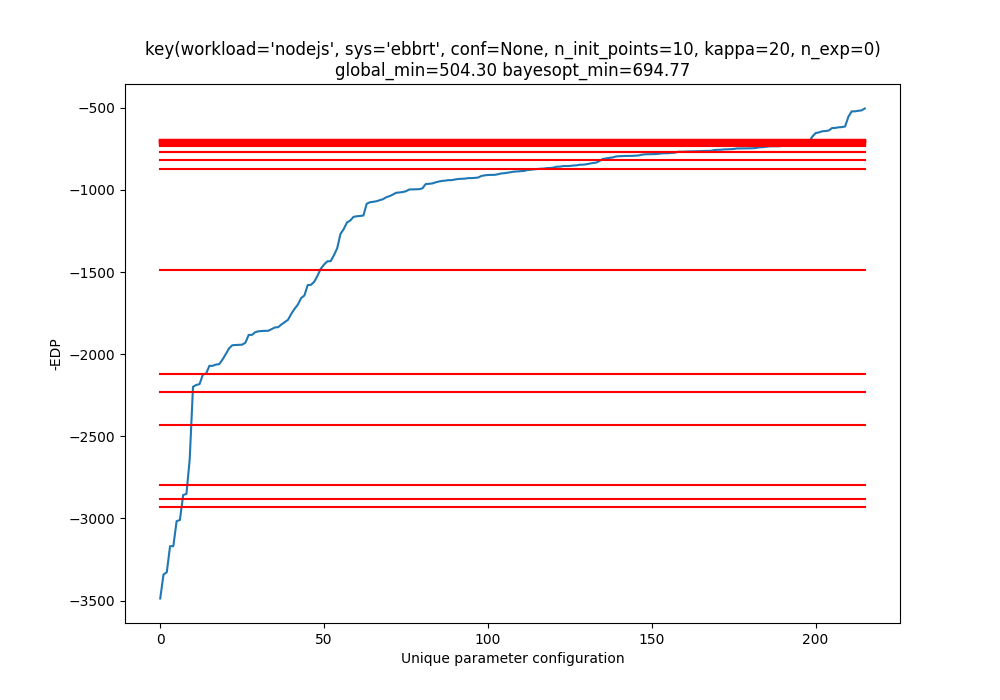 key(workload='nodejs', sys='ebbrt', conf=None, n_init_points=10, kappa=20, n_exp=0)
global_min=504.30 bayesopt_min=694.77
−500
−1000
−1500
−2000
−2500
−3000
−3500
-EDP
0 50 100 150 200
Unique parameter configuration